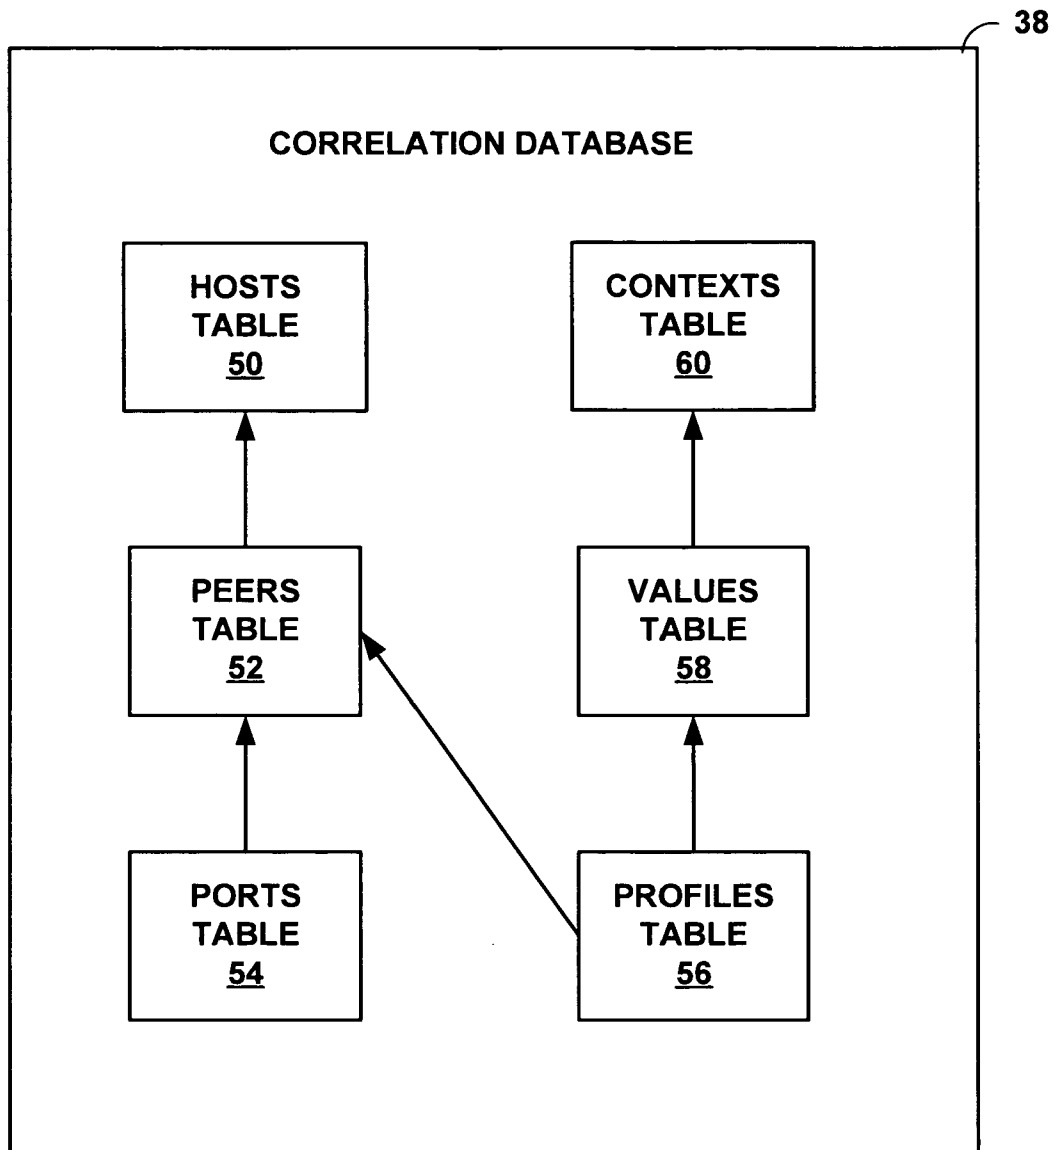 38
CORRELATION DATABASE
HOSTS
TABLE
50
CONTEXTS
TABLE
60
PEERS
TABLE
52
VALUES
TABLE
58
PORTS
TABLE
54
PROFILES
TABLE
56